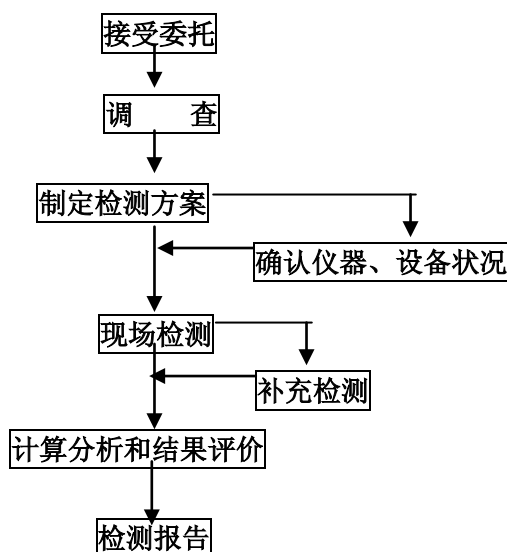 接受委托
调　　查
制定检测方案
确认仪器、设备状况
现场检测
补充检测
计算分析和结果评价
检测报告